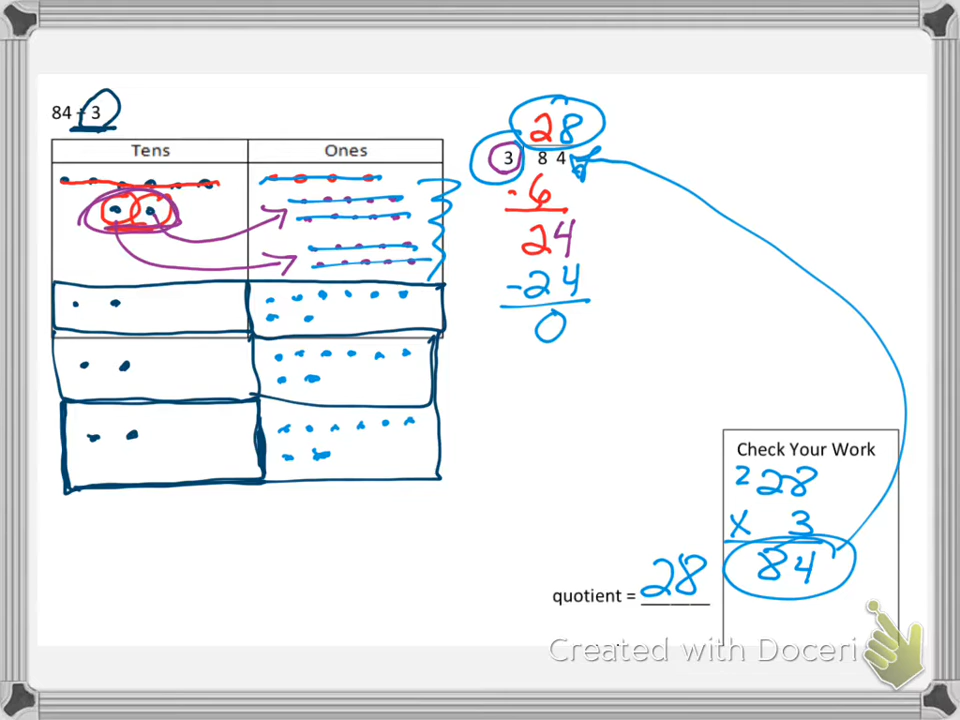 84 ÷ 3
Tens Ones
28
3 84
-6
24
-24
0
Check Your Work
2 28
x 3
84
quotient = 28
Created with Doceri